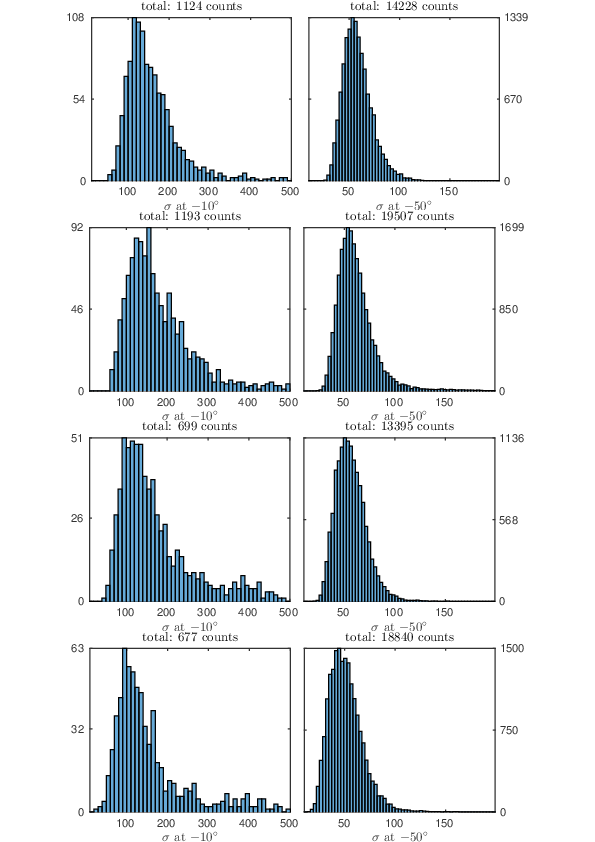 total: 1124 counts
total: 14228 counts
108
54
0
1339
670
0
100 200 300 400 500
50 100 150
σ at −10°
σ at −50°
total: 1193 counts
total: 19507 counts
92
46
0
1699
850
0
100 200 300 400 500
50 100 150
σ at −10°
σ at −50°
total: 699 counts
total: 13395 counts
51
26
0
1136
568
0
100 200 300 400 500
50 100 150
σ at −10°
σ at −50°
total: 677 counts
total: 18840 counts
63
32
0
1500
750
0
100 200 300 400 500
50 100 150
σ at −10°
σ at −50°